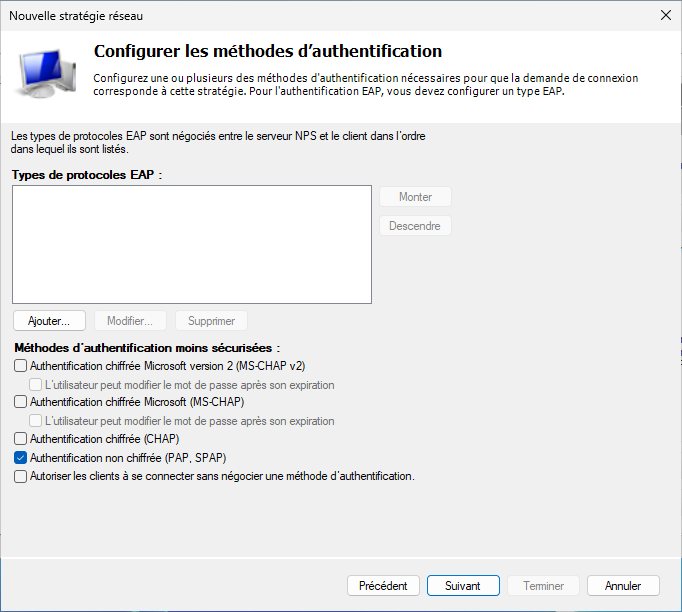 Nouvelle stratégie réseau
Configurer les méthodes d'authentification
Configurez une ou plusieurs des méthodes d'authentification nécessaires pour que la demande de connexion
corresponde à cette stratégie. Pour l'authentification EAP, vous devez configurer un type EAP.
Les types de protocoles EAP sont négociés entre le serveur NPS et le client dans l'ordre
dans lequel ils sont listés.
Types de protocoles EAP :
Monter
Descendre
Ajouter... Modifier... Supprimer
Méthodes d'authentification moins sécurisées :
Authentification chiffrée Microsoft version 2 (MS-CHAP v2)
L'utilisateur peut modifier le mot de passe après son expiration
Authentification chiffrée Microsoft (MS-CHAP)
L'utilisateur peut modifier le mot de passe après son expiration
Authentification chiffrée (CHAP)
Authentification non chiffrée (PAP, SPAP)
Autoriser les clients à se connecter sans négocier une méthode d'authentification.
Précédent Suivant Terminer Annuler